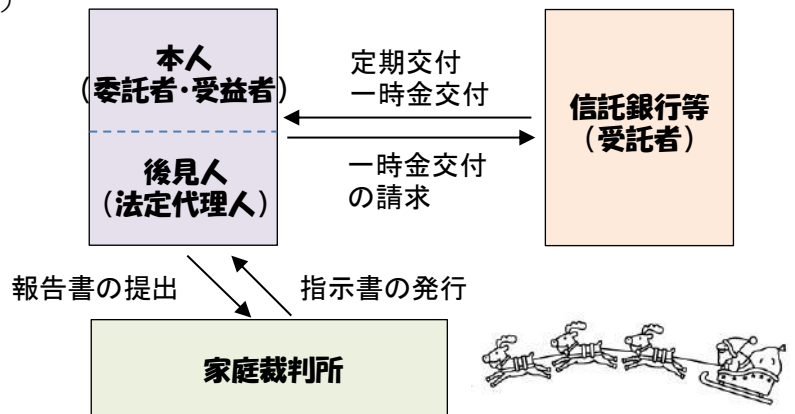 本人
(委託者・受益者)
後見人
(法定代理人)
定期交付
一時金交付
一時金交付
の請求
信託銀行等
(受託者)
報告書の提出
指示書の発行
家庭裁判所